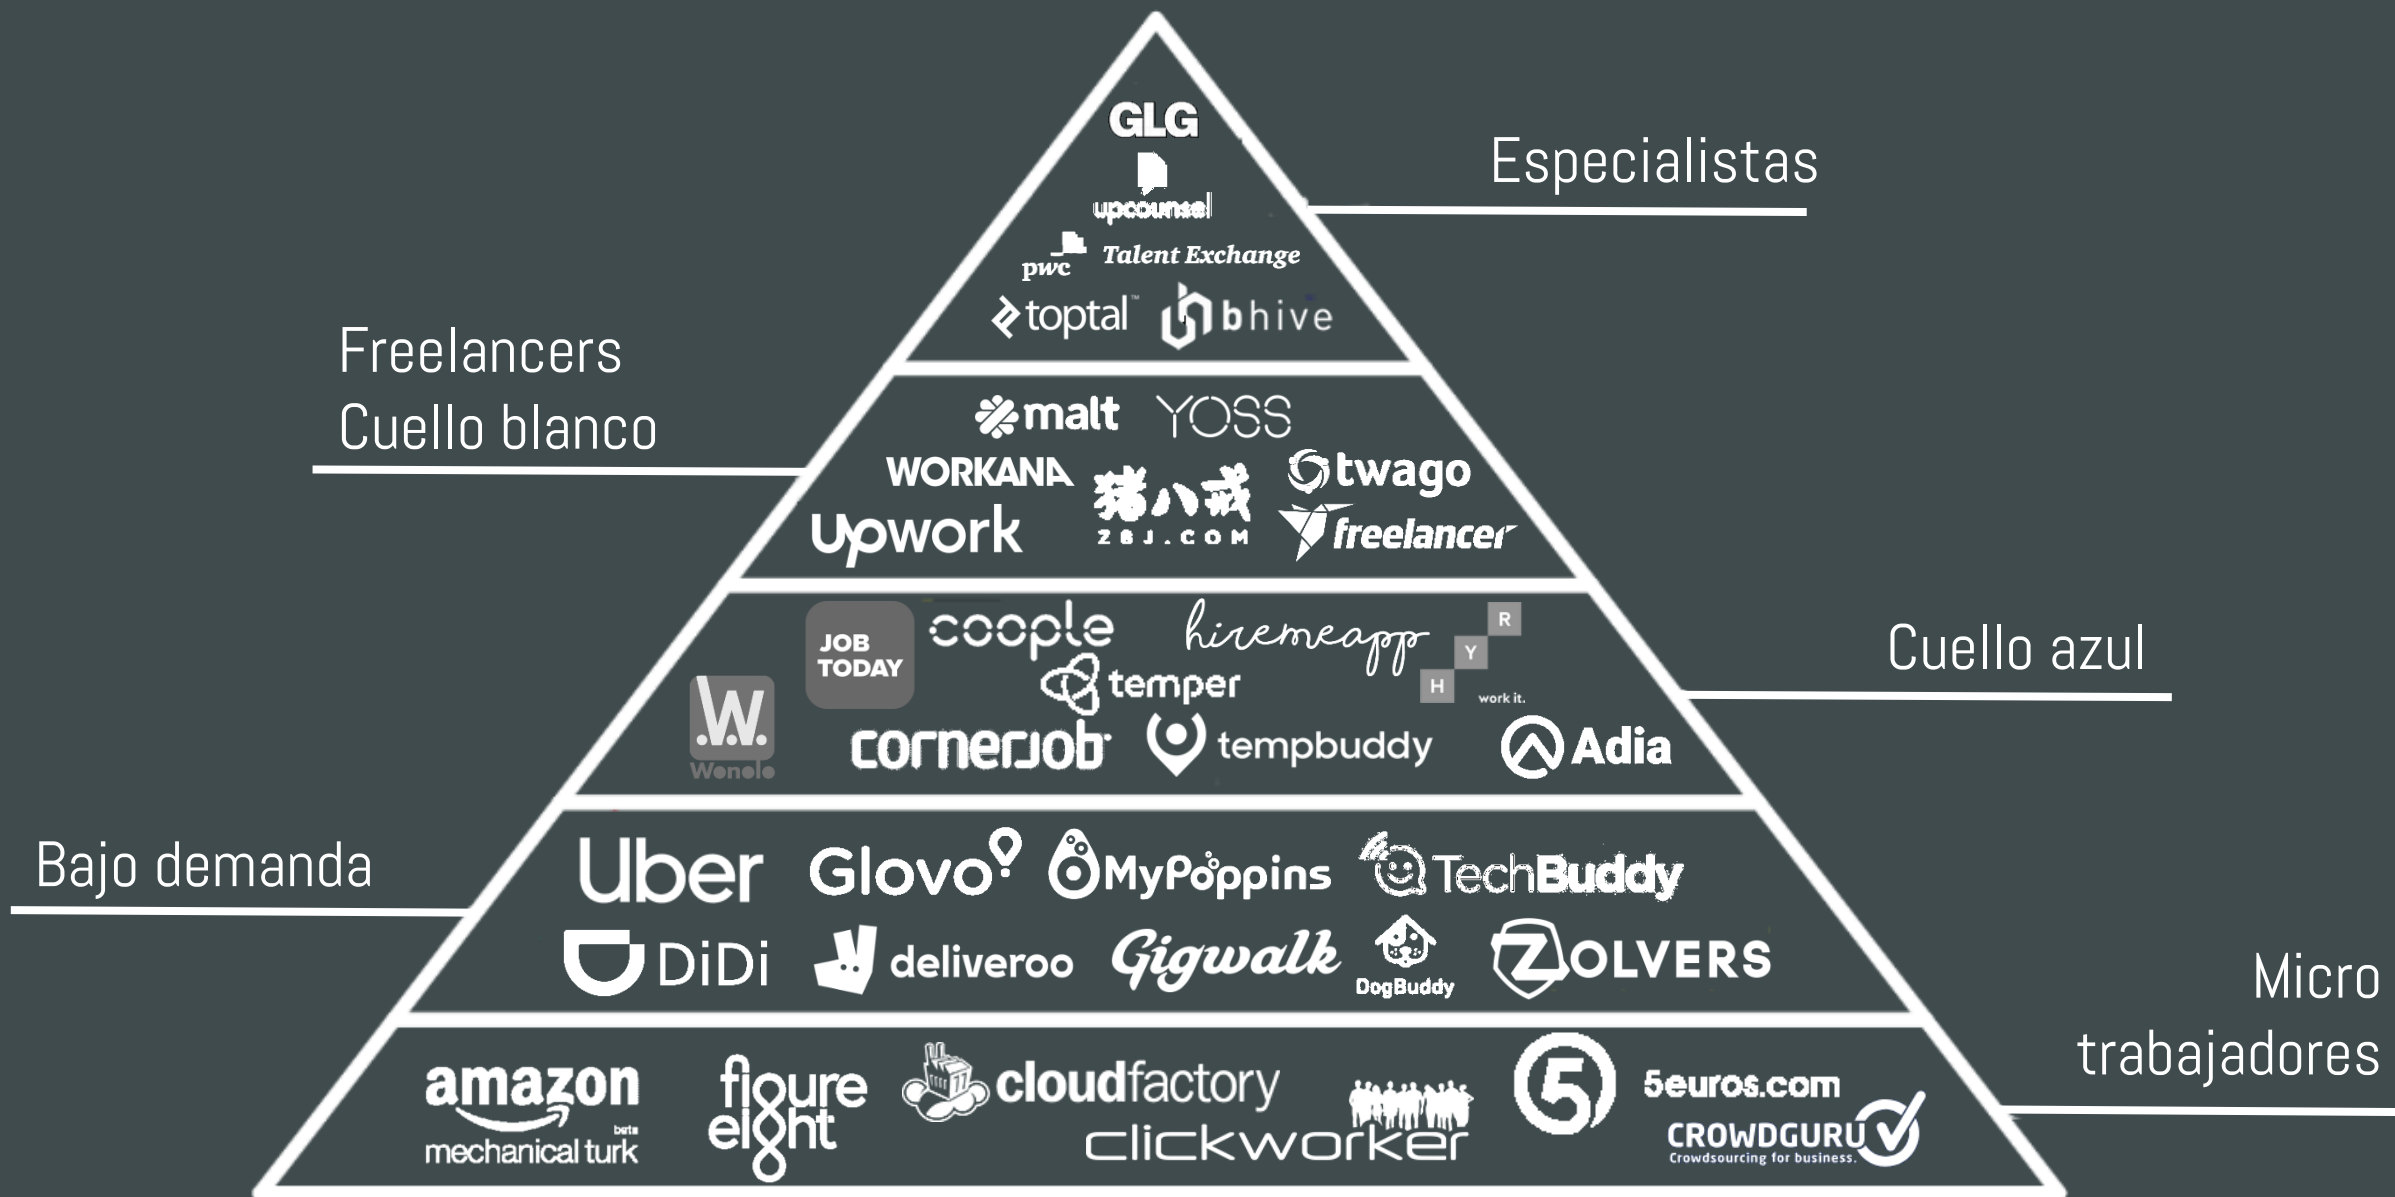 GLG
upcounsel
pwc Talent Exchange
toptal™ bhive
Especialistas
Freelancers
Cuello blanco
malt YOSS
WORKANA 猪八戒 twago
upwork ZBJ.COM freelancer
JOB TODAY coople hiremeapp H Y R work it.
Wonolo temper
cornerjob tempbuddy Adia
Cuello azul
Bajo demanda
Uber Glovo MyPoppins TechBuddy
DiDi deliveroo Gigwalk DogBuddy ZOLVERS
Micro
trabajadores
amazon beta mechanical turk
figure eight
cloudfactory
clickworker
5 5euros.com
CROWDGURU
Crowdsourcing for business.